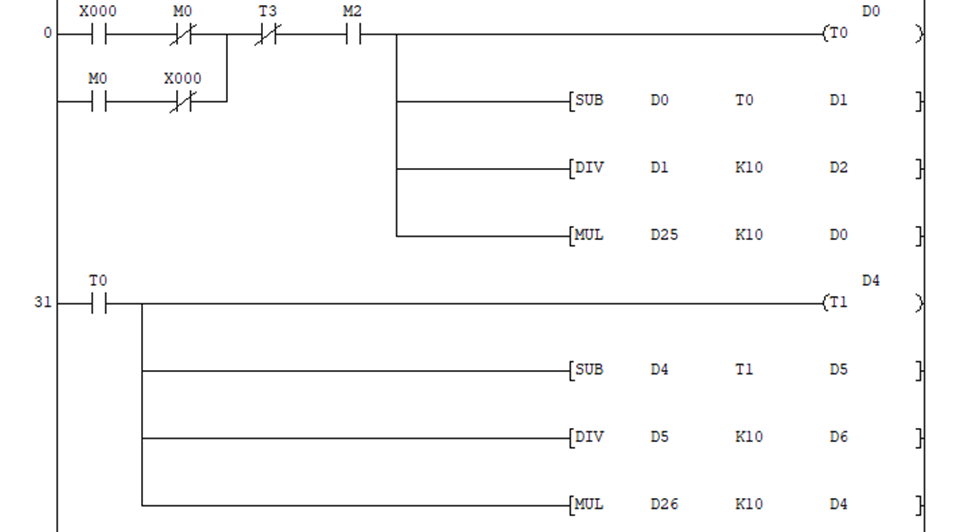 X000 M0 T3 M2 D0
0 (T0 )
M0 X000
[SUB D0 T0 D1 ]
[DIV D1 K10 D2 ]
[MUL D25 K10 D0 ]
T0 D4
31 (T1 )
[SUB D4 T1 D5 ]
[DIV D5 K10 D6 ]
[MUL D26 K10 D4 ]